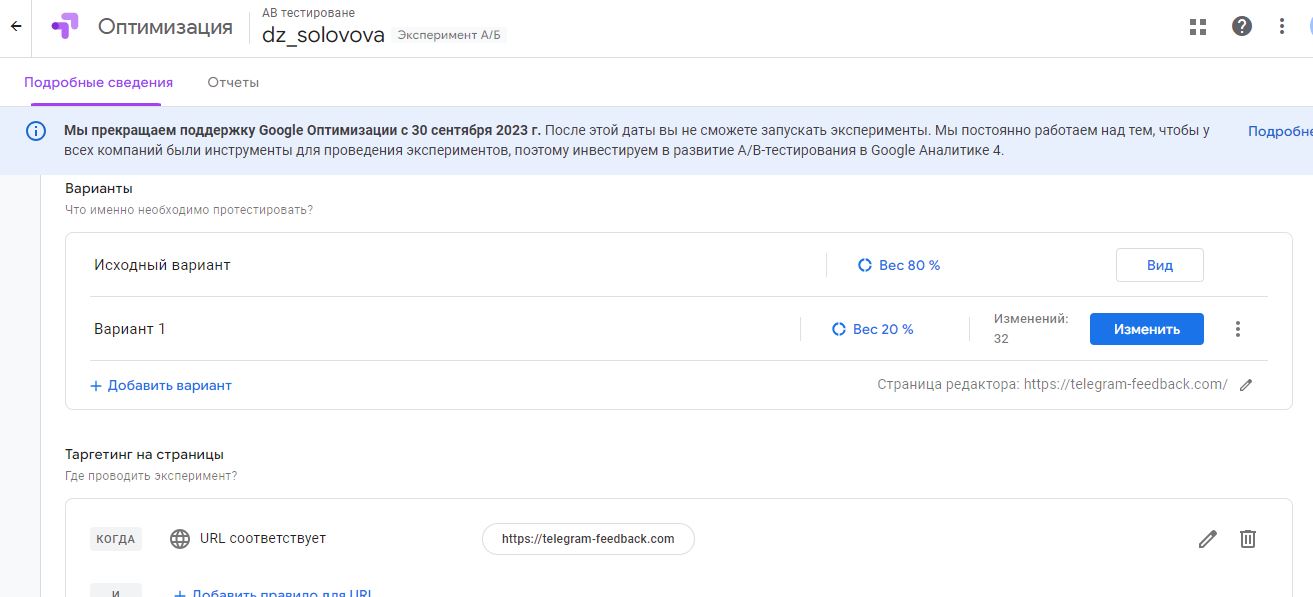 Оптимизация
АВ тестироване
dz_solovova Эксперимент А/Б
Подробные сведения Отчеты
Мы прекращаем поддержку Google Оптимизации с 30 сентября 2023 г. После этой даты вы не сможете запускать эксперименты. Мы постоянно работаем над тем, чтобы у
всех компаний были инструменты для проведения экспериментов, поэтому инвестируем в развитие A/B-тестирования в Google Аналитике 4.
Подробне
Варианты
Что именно необходимо протестировать?
Исходный вариант Вес 80 % Вид
Вариант 1 Вес 20 % Изменений:
32
Изменить
+ Добавить вариант Страница редактора: https://telegram-feedback.com/
Таргетинг на страницы
Где проводить эксперимент?
КОГДА URL соответствует https://telegram-feedback.com
И + Добавить правило для URL